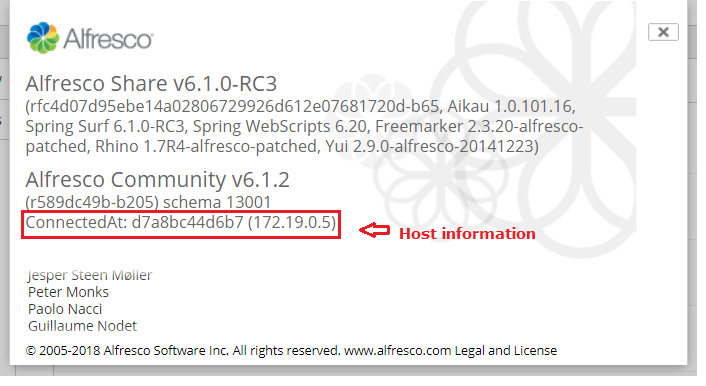 Alfresco
Alfresco Share v6.1.0-RC3
(rfc4d07d95ebe14a02806729926d612e07681720d-b65, Aikau 1.0.101.16,
Spring Surf 6.1.0-RC3, Spring WebScripts 6.20, Freemarker 2.3.20-alfresco-
patched, Rhino 1.7R4-alfresco-patched, Yui 2.9.0-alfresco-20141223)
Alfresco Community v6.1.2
(r589dc49b-b205) schema 13001
ConnectedAt: d7a8bc44d6b7 (172.19.0.5)
Host information
Jesper Steen Møller
Peter Monks
Paolo Nacci
Guillaume Nodet
© 2005-2018 Alfresco Software Inc. All rights reserved. www.alfresco.com Legal and License